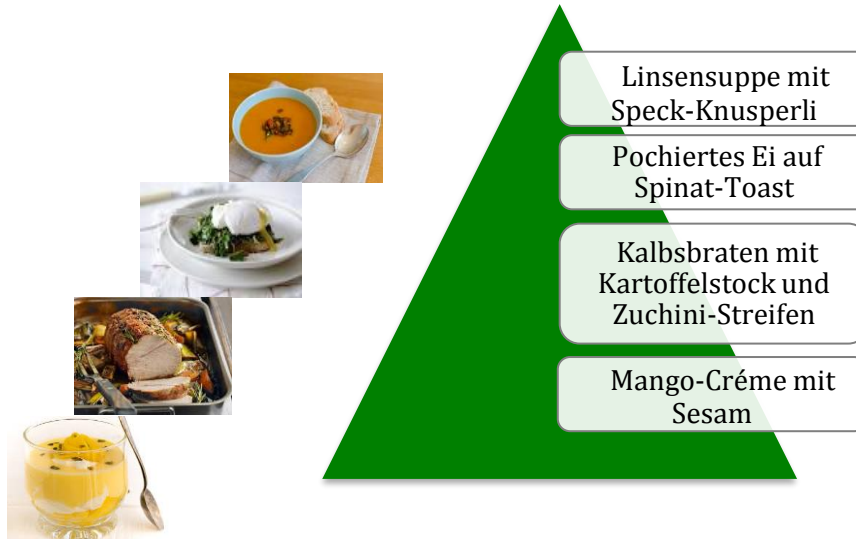 Linsensuppe mit
Speck-Knusperli
Pochiertes Ei auf
Spinat-Toast
Kalbsbraten mit
Kartoffelstock und
Zuchini-Streifen
Mango-Créme mit
Sesam